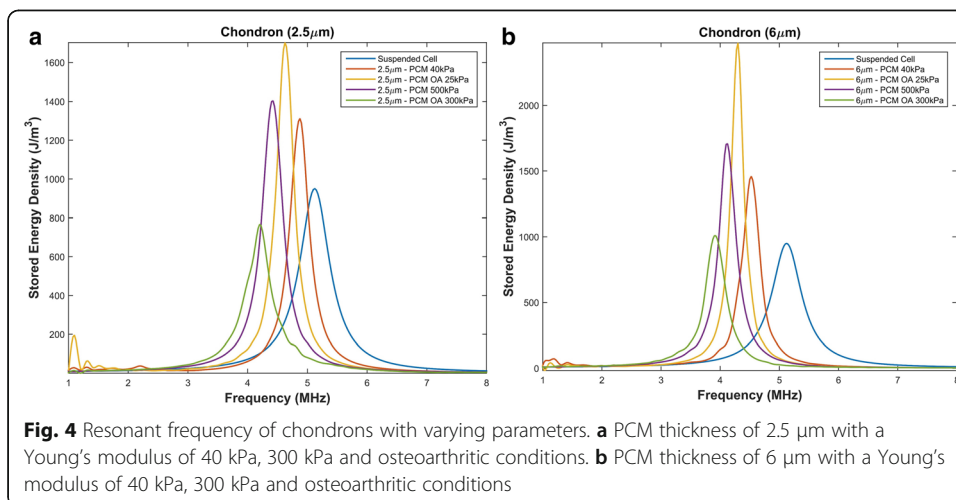 a
Chondron (2.5μm)
Stored Energy Density (J/m³)
1600
1400
1200
1000
800
600
400
200
Suspended Cell
2.5μm - PCM 40kPa
2.5μm - PCM OA 25kPa
2.5μm - PCM 500kPa
2.5μm - PCM OA 300kPa
1 2 3 4 5 6 7 8
Frequency (MHz)
b
Chondron (6μm)
Stored Energy Density (J/m³)
2000
1500
1000
500
0
Suspended Cell
6μm - PCM 40kPa
6μm - PCM OA 25kPa
6μm - PCM 500kPa
6μm - PCM OA 300kPa
1 2 3 4 5 6 7 8
Frequency (MHz)
Fig. 4 Resonant frequency of chondrons with varying parameters. a PCM thickness of 2.5 μm with a
Young's modulus of 40 kPa, 300 kPa and osteoarthritic conditions. b PCM thickness of 6 μm with a Young's
modulus of 40 kPa, 300 kPa and osteoarthritic conditions